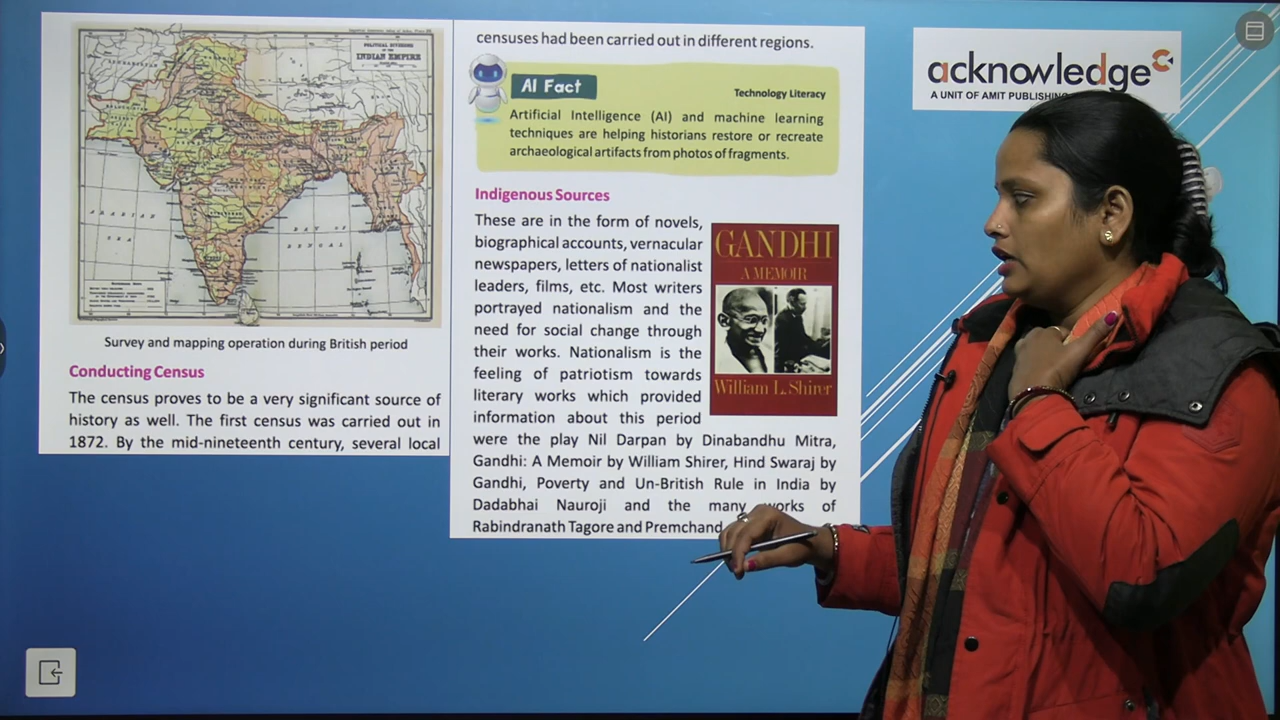 POLITICAL DIVISIONS
OF THE
INDIAN EMPIRE
ARABIAN
SEA
BAY OF
BENGAL
Survey and mapping operation during British period
Conducting Census
The census proves to be a very significant source of
history as well. The first census was carried out in
1872. By the mid-nineteenth century, several local
censuses had been carried out in different regions.
AI Fact
Technology Literacy
Artificial Intelligence (AI) and machine learning
techniques are helping historians restore or recreate
archaeological artifacts from photos of fragments.
Indigenous Sources
These are in the form of novels,
biographical accounts, vernacular
newspapers, letters of nationalist
leaders, films, etc. Most writers
portrayed nationalism and the
need for social change through
their works. Nationalism is the
feeling of patriotism towards
literary works which provided
information about this period
were the play Nil Darpan by Dinabandhu Mitra,
Gandhi: A Memoir by William Shirer, Hind Swaraj by
Gandhi, Poverty and Un-British Rule in India by
Dadabhai Nauroji and the many works of
Rabindranath Tagore and Premchand
GANDHI
A MEMOIR
William L. Shirer
acknowledge
A UNIT OF AMIT PUBLISHING